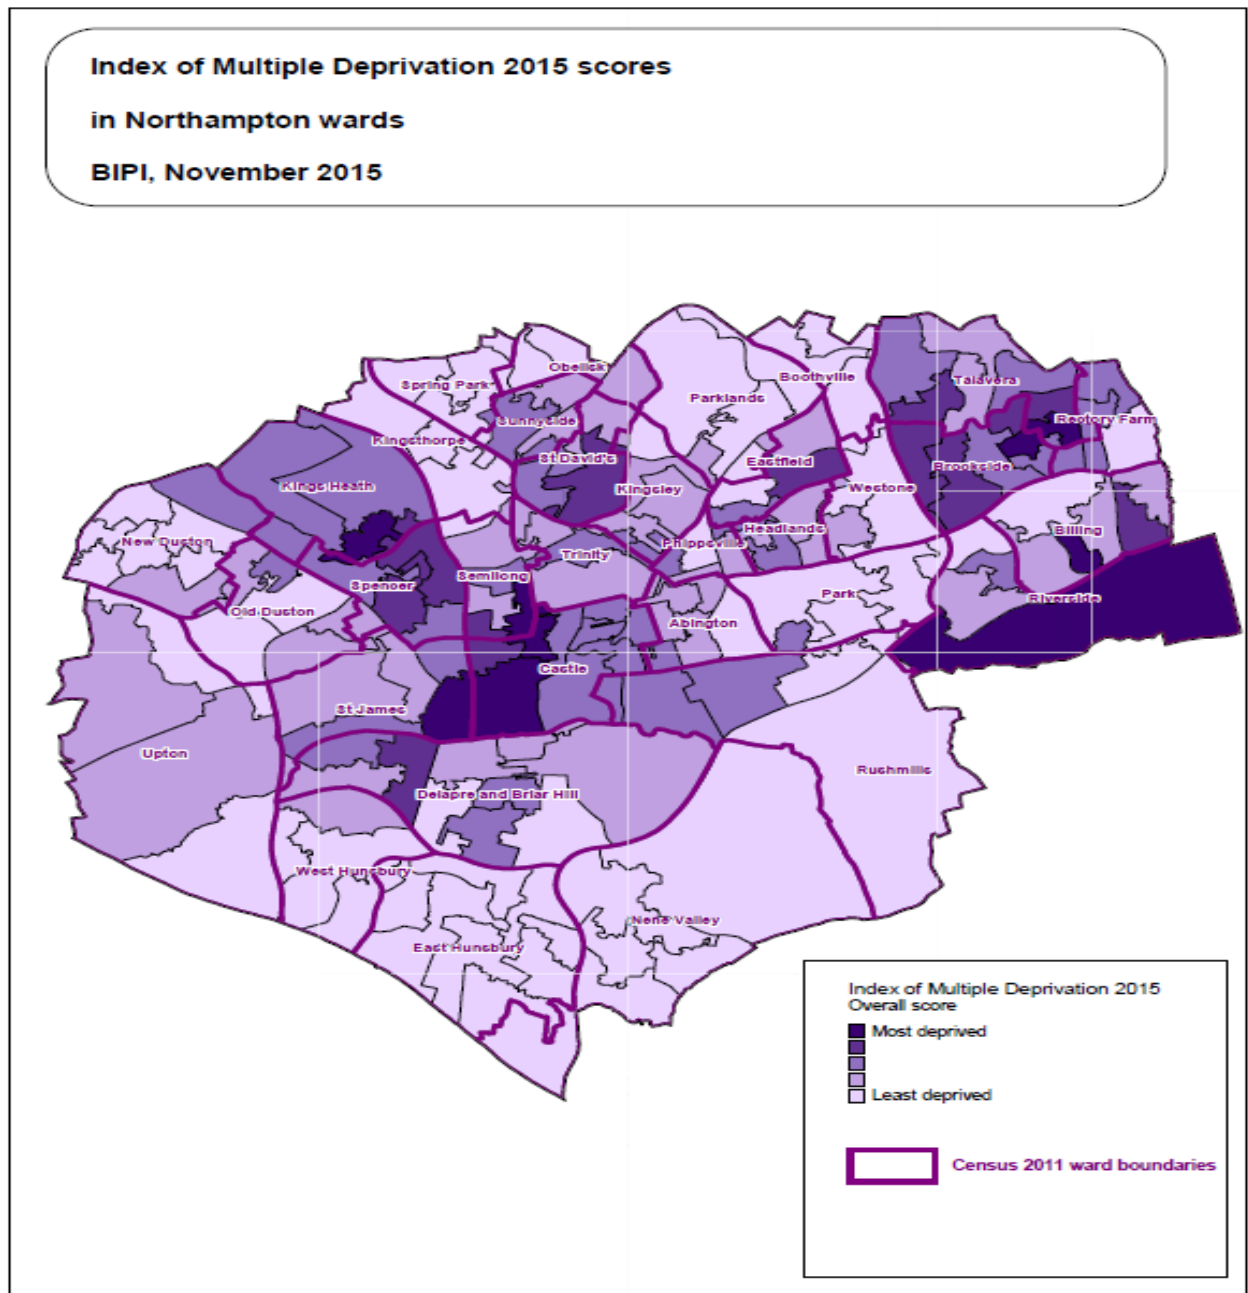 Index of Multiple Deprivation 2015 scores
in Northampton wards
BIPI, November 2015
Obelisk
Spring Park
Boothville
Talavera
Parklands
Sunnyside
Rectory Farm
Kingsthorpe
St David's
Eastfield
Brookside
Kings Heath
Kingsley
Westone
Headlands
Billing
New Duston
Phippsville
Trinity
Semilong
Spencer
Park
Riverside
Old Duston
Abington
Castle
St James
Upton
Rushmills
Delapre and Briar Hill
West Hunsbury
Nene Valley
East Hunsbury
Index of Multiple Deprivation 2015
Overall score
Most deprived
Least deprived
Census 2011 ward boundaries